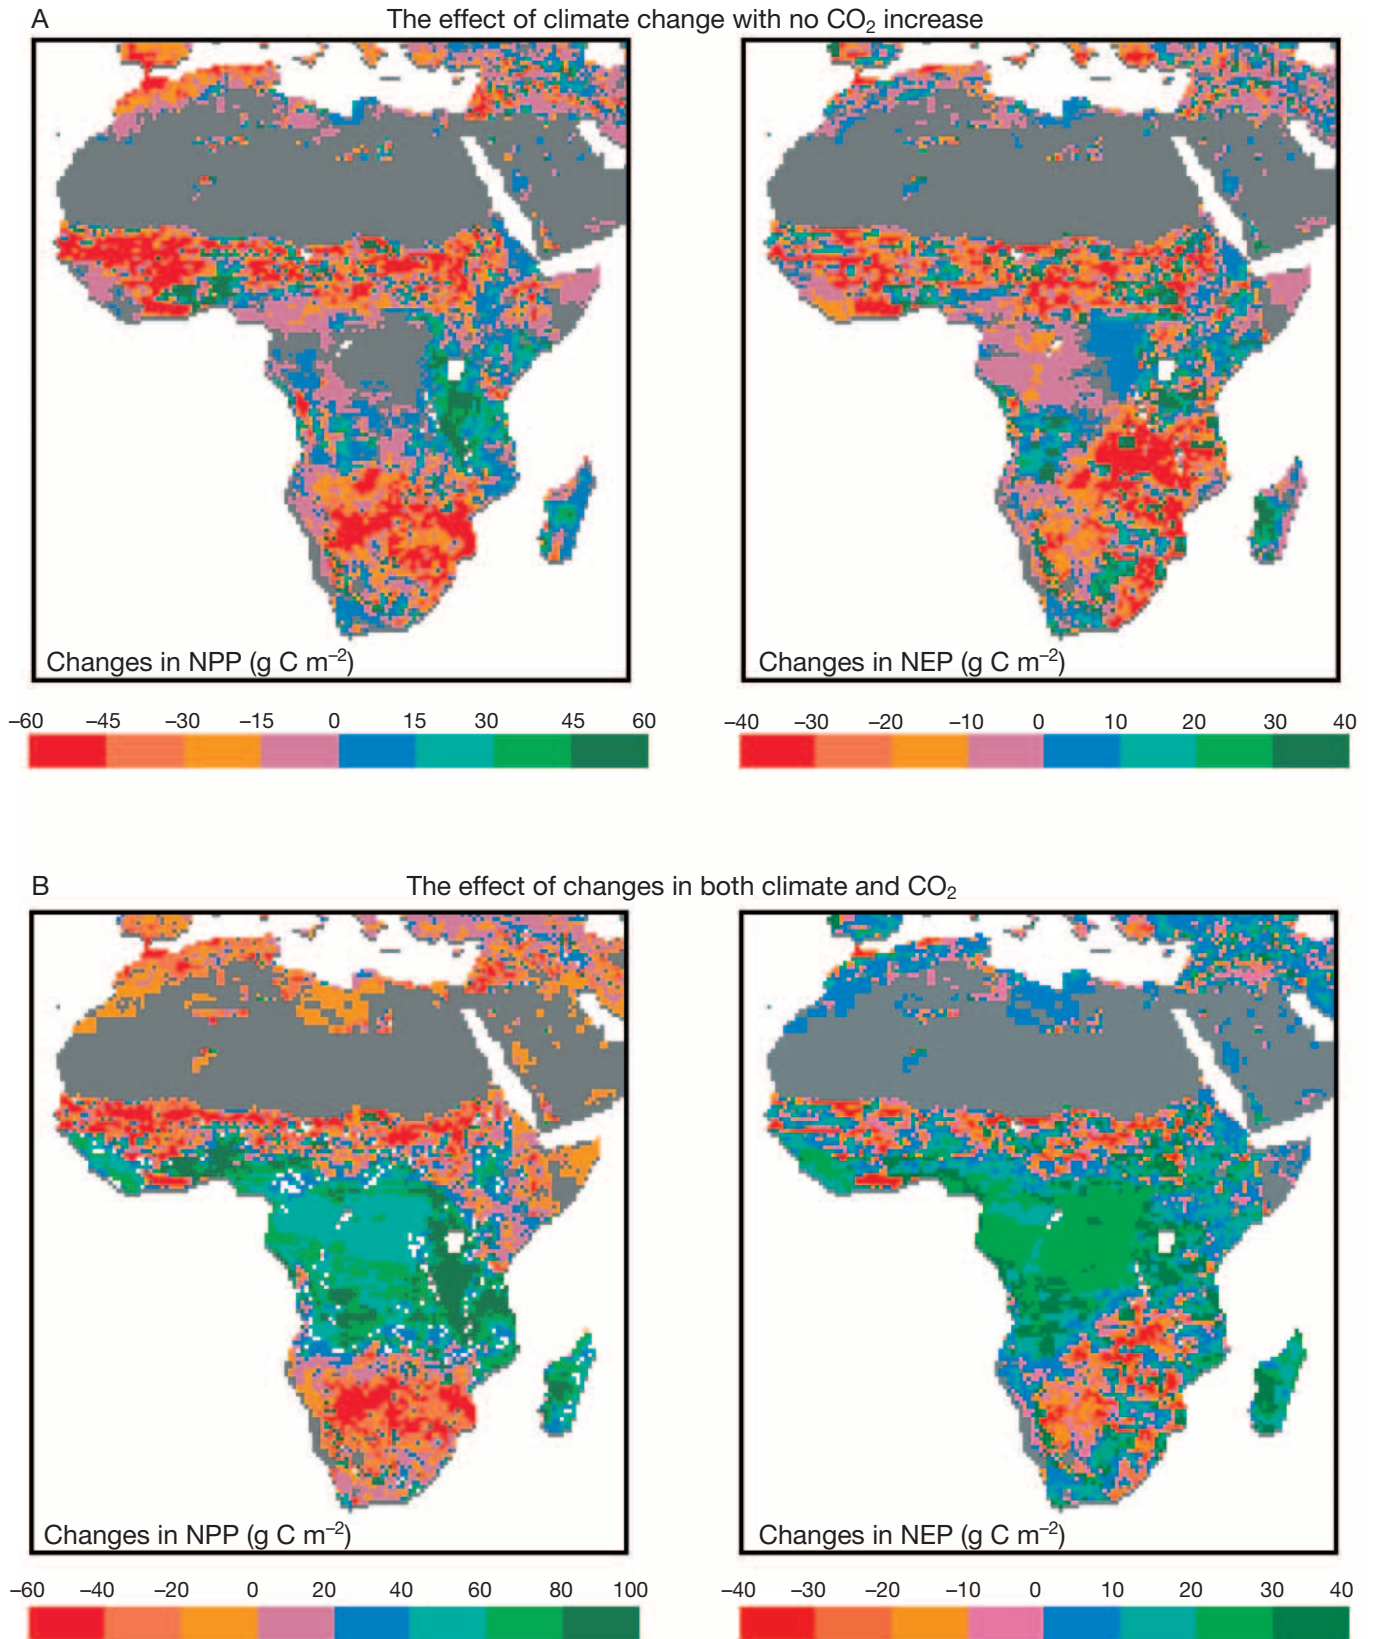 A
The effect of climate change with no CO₂ increase
Changes in NPP (g C m⁻²)
Changes in NEP (g C m⁻²)
–60 –45 –30 –15 0 15 30 45 60
–40 –30 –20 –10 0 10 20 30 40
B
The effect of changes in both climate and CO₂
Changes in NPP (g C m⁻²)
Changes in NEP (g C m⁻²)
–60 –40 –20 0 20 40 60 80 100
–40 –30 –20 –10 0 10 20 30 40